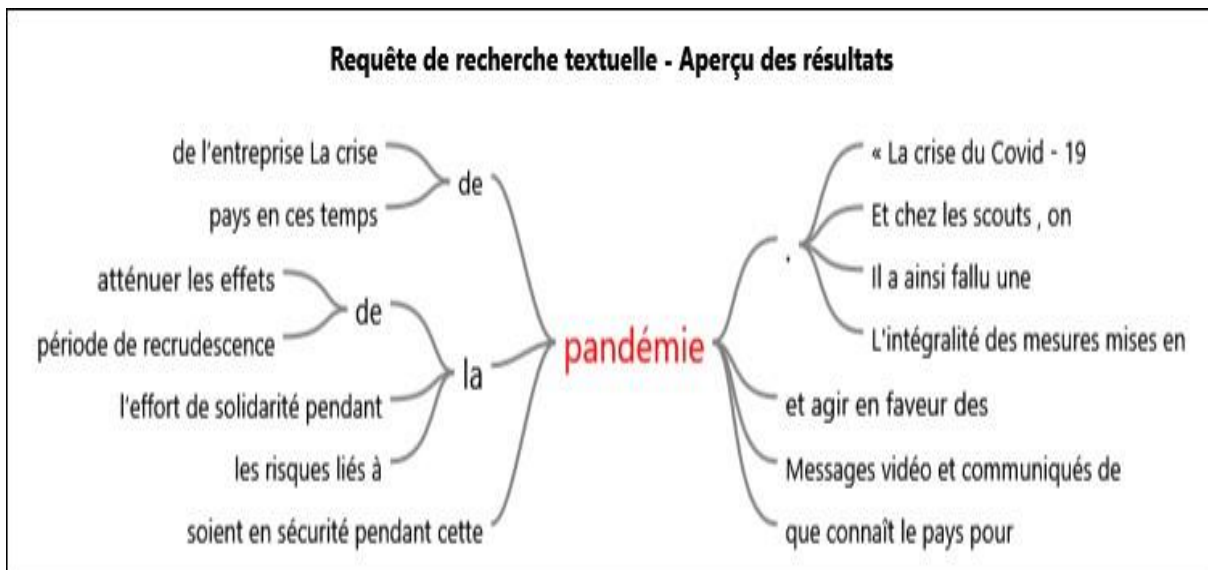 Requête de recherche textuelle - Aperçu des résultats
de l'entreprise La crise
pays en ces temps
de
atténuer les effets
période de recrudescence
de
l'effort de solidarité pendant
les risques liés à
la
soient en sécurité pendant cette
pandémie
.
« La crise du Covid - 19
Et chez les scouts , on
Il a ainsi fallu une
L'intégralité des mesures mises en
et agir en faveur des
Messages vidéo et communiqués de
que connaît le pays pour